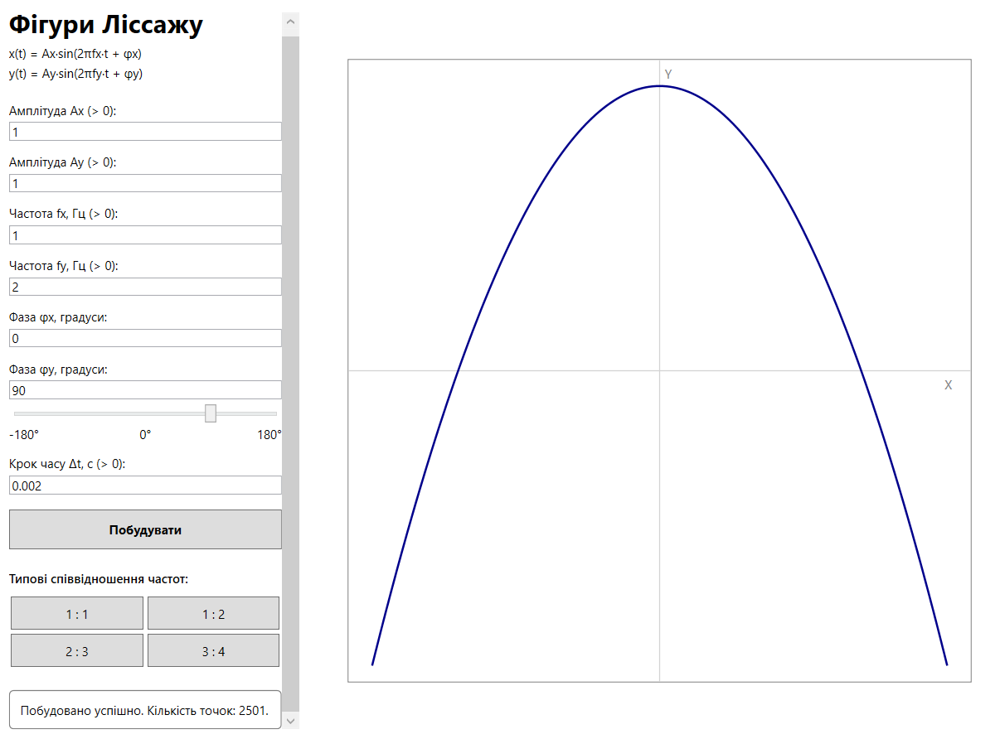 Фігури Ліссажу
x(t) = Ax·sin(2πfx·t + φx)
y(t) = Ay·sin(2πfy·t + φy)
Амплітуда Ax (> 0):
1
Амплітуда Ay (> 0):
1
Частота fx, Гц (> 0):
1
Частота fy, Гц (> 0):
2
Фаза φx, градуси:
0
Фаза φy, градуси:
90
-180° 0° 180°
Крок часу Δt, с (> 0):
0.002
Побудувати
Типові співвідношення частот:
1 : 1 1 : 2
2 : 3 3 : 4
Побудовано успішно. Кількість точок: 2501.
Y
X